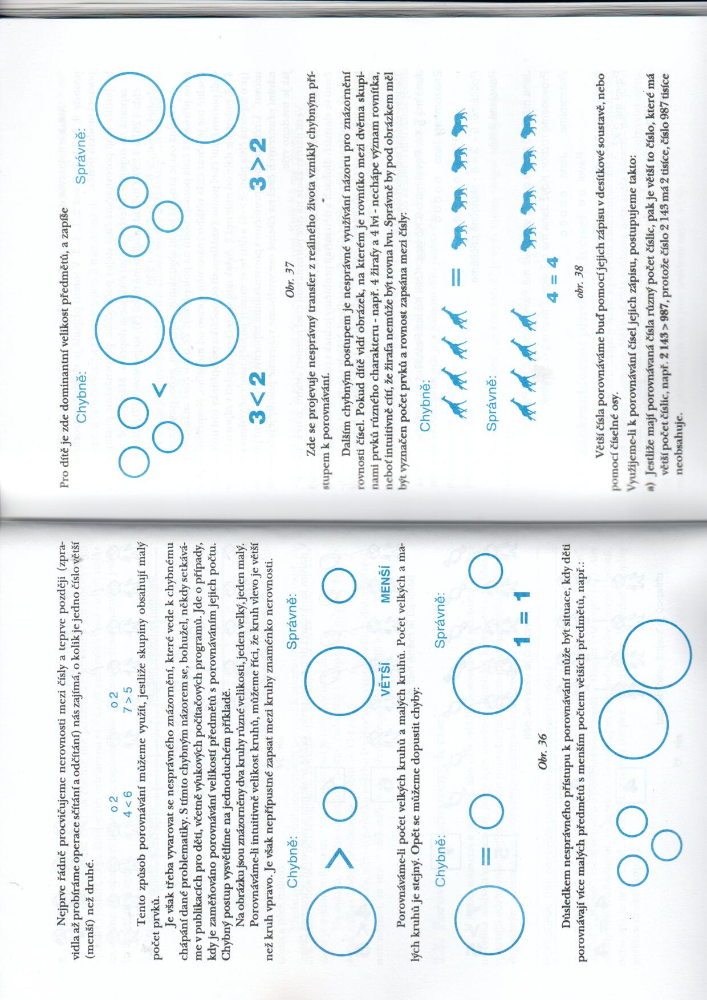 Nejprve řádně procvičujeme nerovnosti mezi čísly a teprve později (zpra-
vidla až probíráme operace sčítání a odčítání) nás zajímá, o kolik je jedno číslo větší
(menší) než druhé.
o 2 o 2
4 < 6 7 > 5
Tento způsob porovnávání můžeme využít, jestliže skupiny obsahují malý
počet prvků.
Je však třeba vyvarovat se nesprávného znázornění, které vede k chybnému
chápání dané problematiky. S tímto chybným názorem se, bohužel, někdy setkává-
me v publikacích pro děti, včetně výukových počítačových programů. Jde o případy,
kdy je zaměňováno porovnávání velikostí předmětů s porovnáváním jejich počtu.
Chybný postup vysvětlíme na jednoduchém příkladě.
Na obrázku jsou znázorněny dva kruhy různé velikosti, jeden velký, jeden malý.
Porovnáváme-li intuitivně velikost kruhů, můžeme říci, že kruh vlevo je větší
než kruh vpravo. Je však nepřípustné zapsat mezi kruhy znaménko nerovnosti.
Chybně: Správně:
>
VĚTŠÍ MENŠÍ
Porovnáváme-li počet velkých kruhů a malých kruhů. Počet velkých a ma-
lých kruhů je stejný. Opět se můžeme dopustit chyby:
Chybně: Správně:
=
1 = 1
Obr. 36
Důsledkem nesprávného přístupu k porovnávání může být situace, kdy děti
porovnávají více malých předmětů s menším počtem větších předmětů, např.:
Pro dítě je zde dominantní velikost předmětů, a zapíše
Chybně: Správně:
<
3 < 2 3 > 2
Obr. 37
Zde se projevuje nesprávný transfer z reálného života vzniklý chybným pří-
stupem k porovnávání.
Dalším chybným postupem je nesprávné využívání názoru pro znázornění
rovnosti čísel. Pokud dítě vidí obrázek, na kterém je rovnítko mezi dvěma skupi-
nami prvků různého charakteru - např. 4 žirafy a 4 lvi - nechápe význam rovnítka,
neboť intuitivně cítí, že žirafa nemůže být rovna lvu. Správně by pod obrázkem měl
být vyznačen počet prvků a rovnost zapsána mezi čísly:
Chybně:
=
Správně:
4 = 4
obr. 38
Větší čísla porovnáváme buď pomocí jejich zápisu v desítkové soustavě, nebo
pomocí číselné osy.
Využijeme-li k porovnávání čísel jejich zápisu, postupujeme takto:
a) Jestliže mají porovnávaná čísla různý počet číslic, pak je větší to číslo, které má
větší počet číslic, např. 2 143 > 987, protože číslo 2 143 má 2 tisíce, číslo 987 tisíce
neobsahuje.